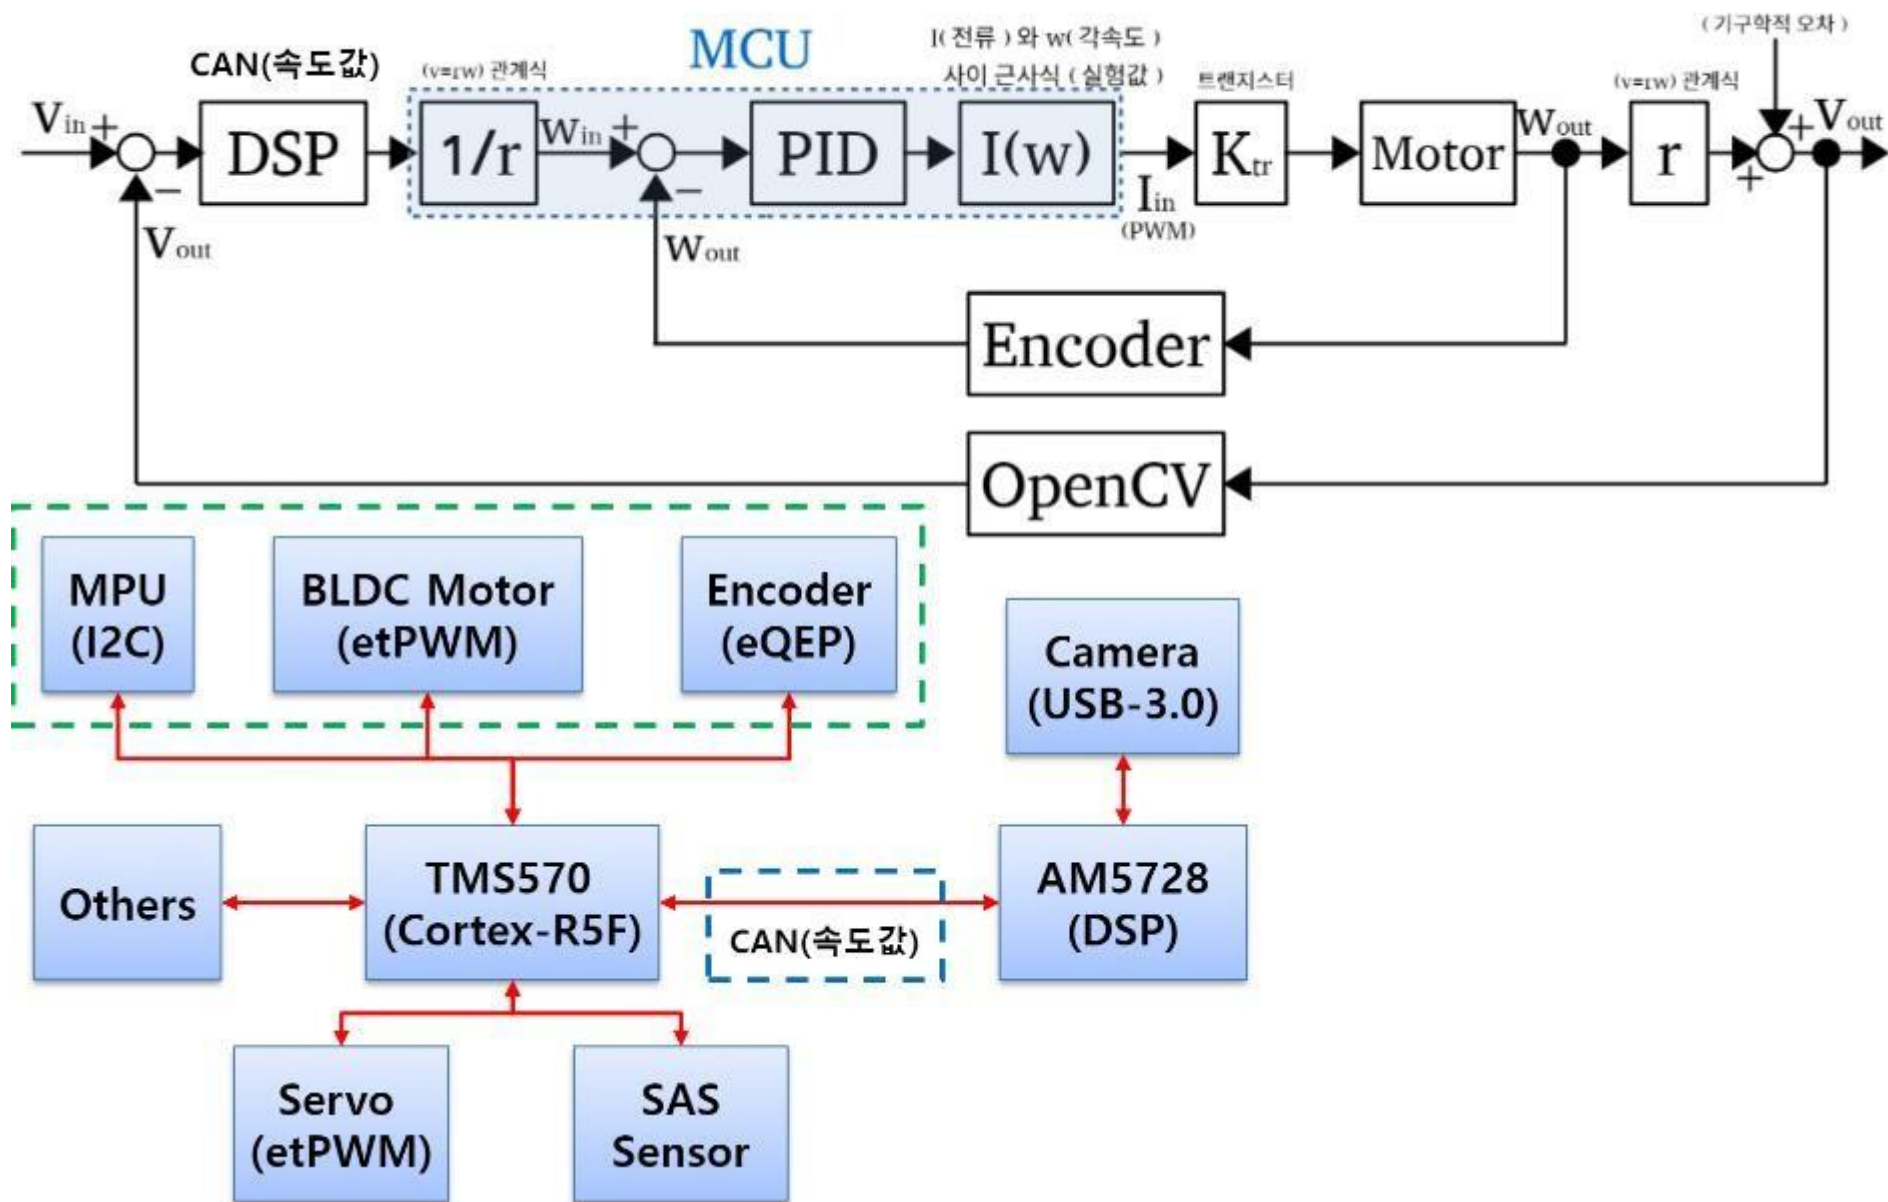 ( 기구학적 오차 )
MCU
I( 전류 ) 와 w( 각속도 )
사이 근사식 ( 실험값 )
CAN(속도값)
(v=rw) 관계식
트랜지스터
(v=rw) 관계식
Vin
+
DSP
1/r
Win
+
PID
I(w)
Ktr
Motor
Wout
r
+
Vout
−
−
+
Iin
(PWM)
Vout
Wout
Encoder
OpenCV
MPU
(I2C)
BLDC Motor
(etPWM)
Encoder
(eQEP)
Camera
(USB-3.0)
Others
TMS570
(Cortex-R5F)
CAN(속도값)
AM5728
(DSP)
Servo
(etPWM)
SAS
Sensor